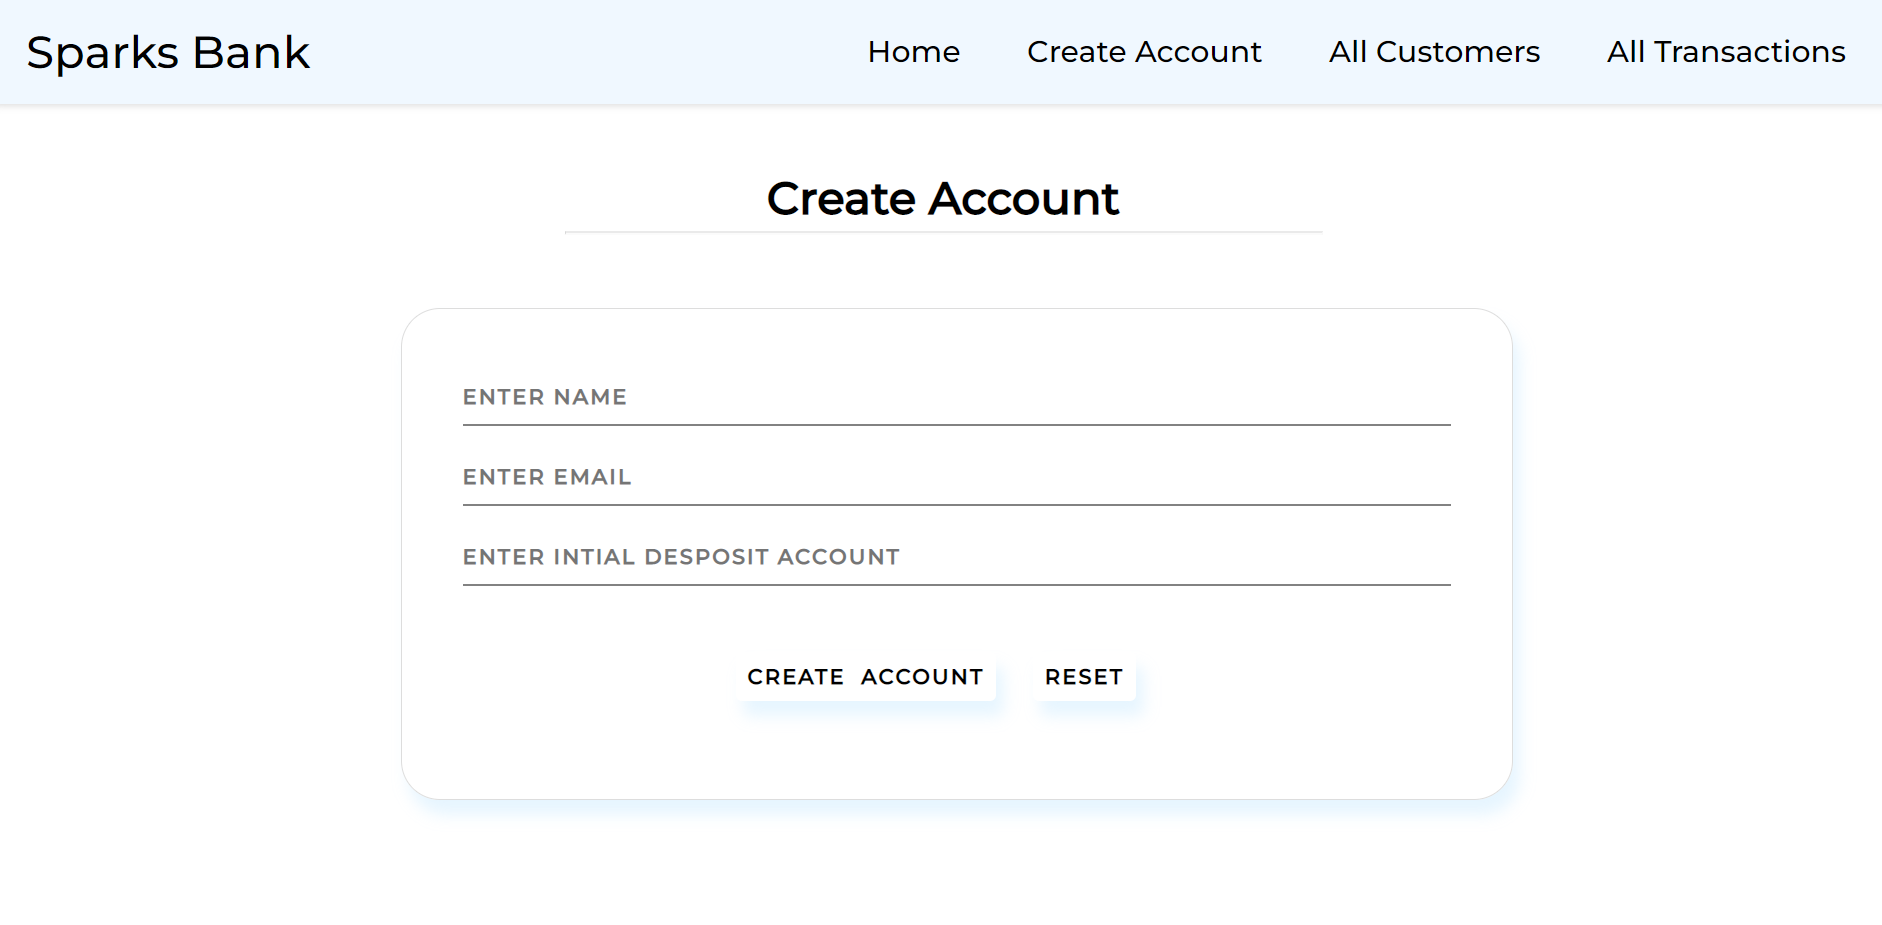 Sparks Bank
Home Create Account All Customers All Transactions
Create Account
ENTER NAME
ENTER EMAIL
ENTER INTIAL DESPOSIT ACCOUNT
CREATE ACCOUNT RESET